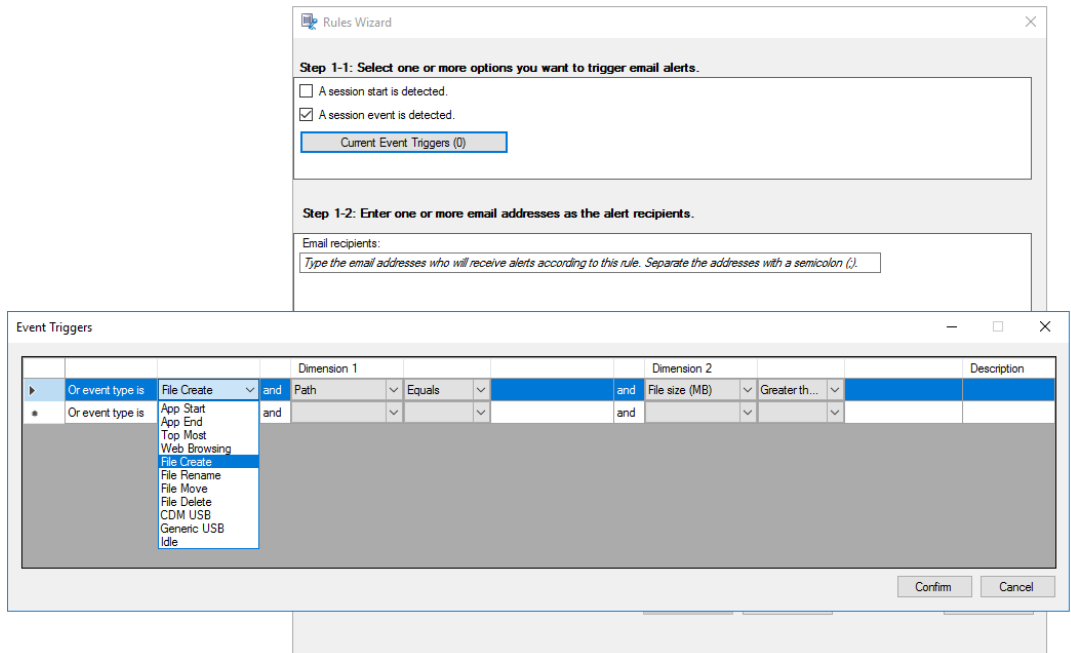 Rules Wizard
Step 1-1: Select one or more options you want to trigger email alerts.
A session start is detected.
A session event is detected.
Current Event Triggers (0)
Step 1-2: Enter one or more email addresses as the alert recipients.
Email recipients:
Type the email addresses who will receive alerts according to this rule. Separate the addresses with a semicolon (;).
Event Triggers
Dimension 1 Dimension 2 Description
Or event type is File Create and Path Equals and File size (MB) Greater th...
Or event type is and and
App Start
App End
Top Most
Web Browsing
File Create
File Rename
File Move
File Delete
CDM USB
Generic USB
Idle
Confirm Cancel